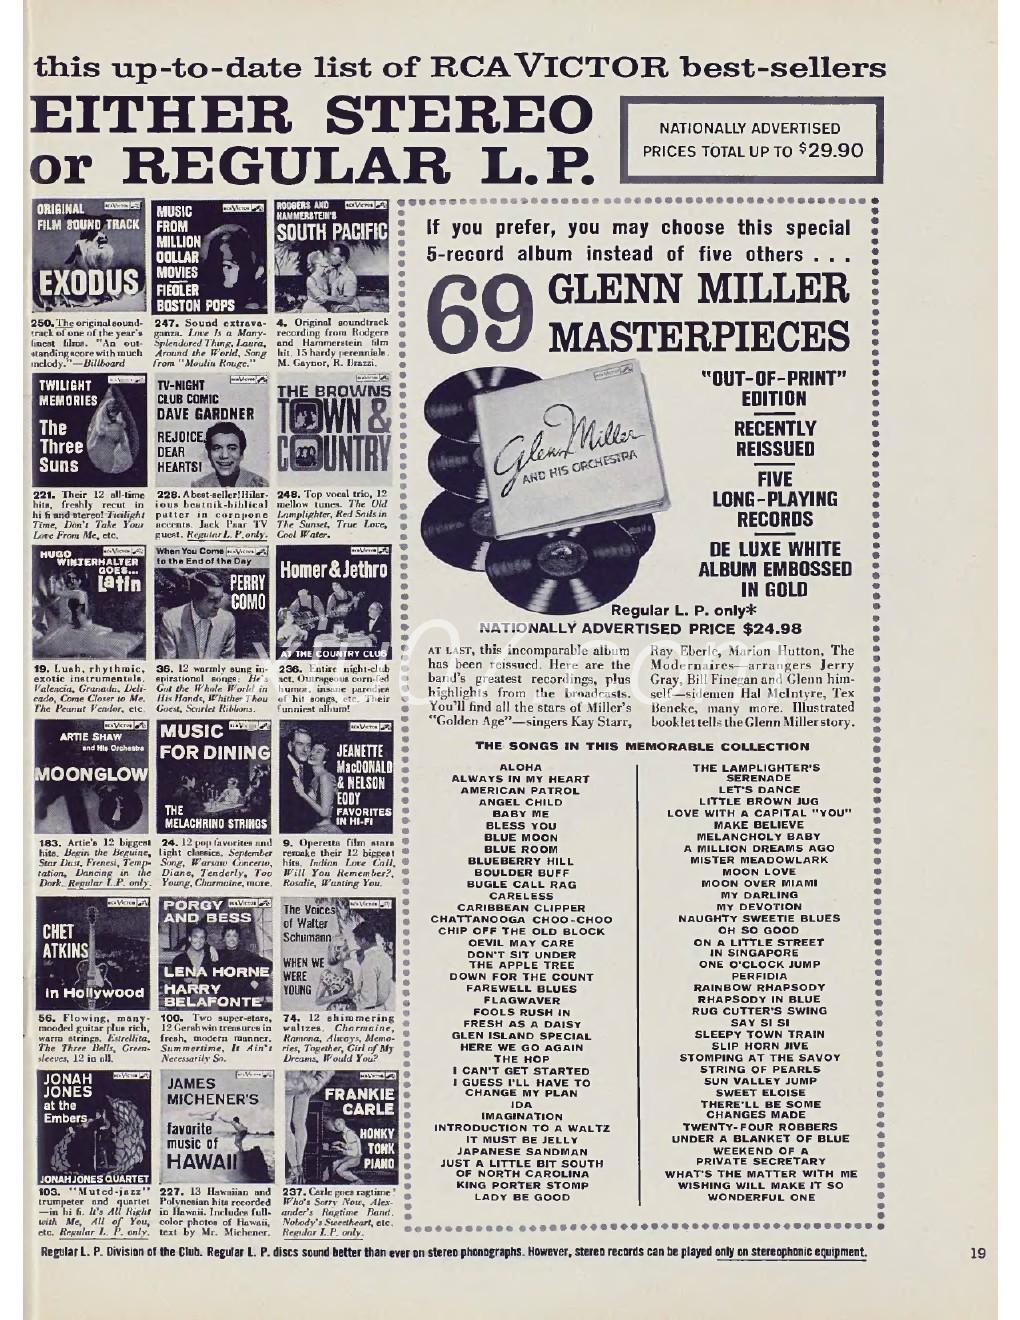 this up-to-date list of RCA VICTOR best-sellers
EITHER STEREO
or REGULAR L.P.
NATIONALLY ADVERTISED
PRICES TOTAL UP TO $29.90
ORIGINAL
FILM SOUND TRACK
EXODUS
250. The original sound-
track of one of the year's
finest films. "An out-
standing score with much
melody."—Billboard
MUSIC
FROM
MILLION
DOLLAR
MOVIES
FIEDLER
BOSTON POPS
247. Sound extrava-
ganza. Love Is a Many-
Splendored Thing, Laura,
Around the World, Song
from "Moulin Rouge."
RODGERS AND
HAMMERSTEIN'S
SOUTH PACIFIC
4. Original soundtrack
recording from Rodgers
and Hammerstein film
hit. 15 hardy perennials.
M. Gaynor, R. Brazzi.
TWILIGHT
MEMORIES
The
Three
Suns
221. Their 12 all-time
hits, freshly recut in
hi fi and stereo! Twilight
Time, Don't Take Your
Love From Me, etc.
TV-NIGHT
CLUB COMIC
DAVE GARDNER
REJOICE,
DEAR
HEARTS!
228. A best-seller! Hilar-
ious beatnik-biblical
patter in cornpone
accents. Jack Paar TV
guest. Regular L. P. only.
THE BROWNS
TOWN &
COUNTRY
248. Top vocal trio, 12
mellow tunes. The Old
Lamplighter, Red Sails in
The Sunset, True Love,
Cool Water.
HUGO
WINTERHALTER
GOES...
Latin
19. Lush, rhythmic,
exotic instrumentals.
Valencia, Granada, Deli-
cado, Come Closer to Me,
The Peanut Vendor, etc.
When You Come
to the End of the Day
PERRY
COMO
36. 12 warmly sung in-
spirational songs: He's
Got the Whole World in
His Hands, Whither Thou
Goest, Scarlet Ribbons.
Homer & Jethro
AT THE COUNTRY CLUB
236. Entire night-club
act. Outrageous corn-fed
humor, insane parodies
of hit songs, etc. Their
funniest album!
ARTIE SHAW
and His Orchestra
MOONGLOW
183. Artie's 12 biggest
hits. Begin the Beguine,
Star Dust, Frenesi, Temp-
tation, Dancing in the
Dark. Regular L.P. only.
MUSIC
FOR DINING
THE
MELACHRINO STRINGS
24. 12 pop favorites and
light classics. September
Song, Warsaw Concerto,
Diane, Tenderly, Too
Young, Charmaine, more.
JEANETTE
MacDONALD
& NELSON
EDDY
FAVORITES
IN HI-FI
9. Operetta film stars
remake their 12 biggest
hits. Indian Love Call,
Will You Remember?,
Rosalie, Wanting You.
CHET
ATKINS
in Hollywood
56. Flowing, many-
mooded guitar plus rich,
warm strings. Estrellita,
The Three Bells, Green-
sleeves, 12 in all.
PORGY
AND BESS
LENA HORNE
HARRY
BELAFONTE
100. Two super-stars,
12 Gershwin treasures in
fresh, modern manner.
Summertime, It Ain't
Necessarily So.
The Voices
of Walter
Schumann
WHEN WE
WERE
YOUNG
74. 12 shimmering
waltzes. Charmaine,
Ramona, Always, Memo-
ries, Together, Girl of My
Dreams, Would You?
JONAH
JONES
at the
Embers
JONAH JONES QUARTET
103. "Muted-jazz"
trumpeter and quartet
—in hi fi. It's All Right
with Me, All of You,
etc. Regular L. P. only.
JAMES
MICHENER'S
favorite
music of
HAWAII
227. 13 Hawaiian and
Polynesian hits recorded
in Hawaii. Includes full-
color photos of Hawaii,
text by Mr. Michener.
FRANKIE
CARLE
HONKY
TONK
PIANO
237. Carle goes ragtime!
Who's Sorry Now, Alex-
ander's Ragtime Band,
Nobody's Sweetheart, etc.
Regular L.P. only.
If you prefer, you may choose this special
5-record album instead of five others . . .
69 GLENN MILLER
MASTERPIECES
Glenn Miller
AND HIS ORCHESTRA
"OUT-OF-PRINT"
EDITION
RECENTLY
REISSUED
FIVE
LONG-PLAYING
RECORDS
DE LUXE WHITE
ALBUM EMBOSSED
IN GOLD
Regular L. P. only*
NATIONALLY ADVERTISED PRICE $24.98
AT LAST, this incomparable album
has been reissued. Here are the
band's greatest recordings, plus
highlights from the broadcasts.
You'll find all the stars of Miller's
"Golden Age"—singers Kay Starr,
Ray Eberle, Marion Hutton, The
Modernaires—arrangers Jerry
Gray, Bill Finegan and Glenn him-
self—sidemen Hal McIntyre, Tex
Beneke, many more. Illustrated
booklet tells the Glenn Miller story.
THE SONGS IN THIS MEMORABLE COLLECTION
ALOHA
ALWAYS IN MY HEART
AMERICAN PATROL
ANGEL CHILD
BABY ME
BLESS YOU
BLUE MOON
BLUE ROOM
BLUEBERRY HILL
BOULDER BUFF
BUGLE CALL RAG
CARELESS
CARIBBEAN CLIPPER
CHATTANOOGA CHOO-CHOO
CHIP OFF THE OLD BLOCK
DEVIL MAY CARE
DON'T SIT UNDER
THE APPLE TREE
DOWN FOR THE COUNT
FAREWELL BLUES
FLAGWAVER
FOOLS RUSH IN
FRESH AS A DAISY
GLEN ISLAND SPECIAL
HERE WE GO AGAIN
THE HOP
I CAN'T GET STARTED
I GUESS I'LL HAVE TO
CHANGE MY PLAN
IDA
IMAGINATION
INTRODUCTION TO A WALTZ
IT MUST BE JELLY
JAPANESE SANDMAN
JUST A LITTLE BIT SOUTH
OF NORTH CAROLINA
KING PORTER STOMP
LADY BE GOOD
THE LAMPLIGHTER'S
SERENADE
LET'S DANCE
LITTLE BROWN JUG
LOVE WITH A CAPITAL "YOU"
MAKE BELIEVE
MELANCHOLY BABY
A MILLION DREAMS AGO
MISTER MEADOWLARK
MOON LOVE
MOON OVER MIAMI
MY DARLING
MY DEVOTION
NAUGHTY SWEETIE BLUES
OH SO GOOD
ON A LITTLE STREET
IN SINGAPORE
ONE O'CLOCK JUMP
PERFIDIA
RAINBOW RHAPSODY
RHAPSODY IN BLUE
RUG CUTTER'S SWING
SAY SI SI
SLEEPY TOWN TRAIN
SLIP HORN JIVE
STOMPING AT THE SAVOY
STRING OF PEARLS
SUN VALLEY JUMP
SWEET ELOISE
THERE'LL BE SOME
CHANGES MADE
TWENTY-FOUR ROBBERS
UNDER A BLANKET OF BLUE
WEEKEND OF A
PRIVATE SECRETARY
WHAT'S THE MATTER WITH ME
WISHING WILL MAKE IT SO
WONDERFUL ONE
Regular L. P. Division of the Club. Regular L. P. discs sound better than ever on stereo phonographs. However, stereo records can be played only on stereophonic equipment.
19